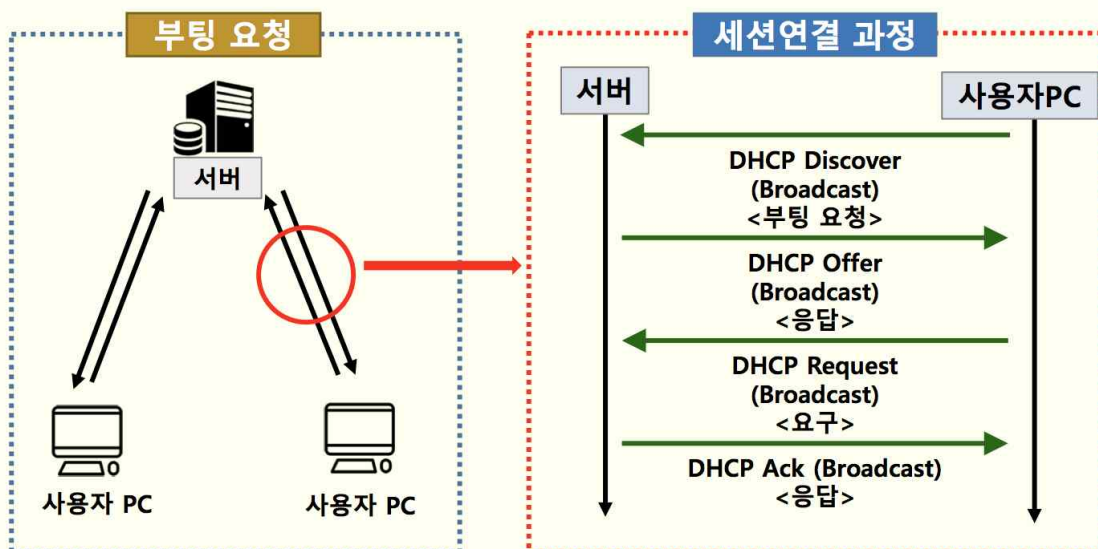 부팅 요청
서버
사용자 PC
사용자 PC
세션연결 과정
서버
사용자PC
DHCP Discover
(Broadcast)
<부팅 요청>
DHCP Offer
(Broadcast)
<응답>
DHCP Request
(Broadcast)
<요구>
DHCP Ack (Broadcast)
<응답>